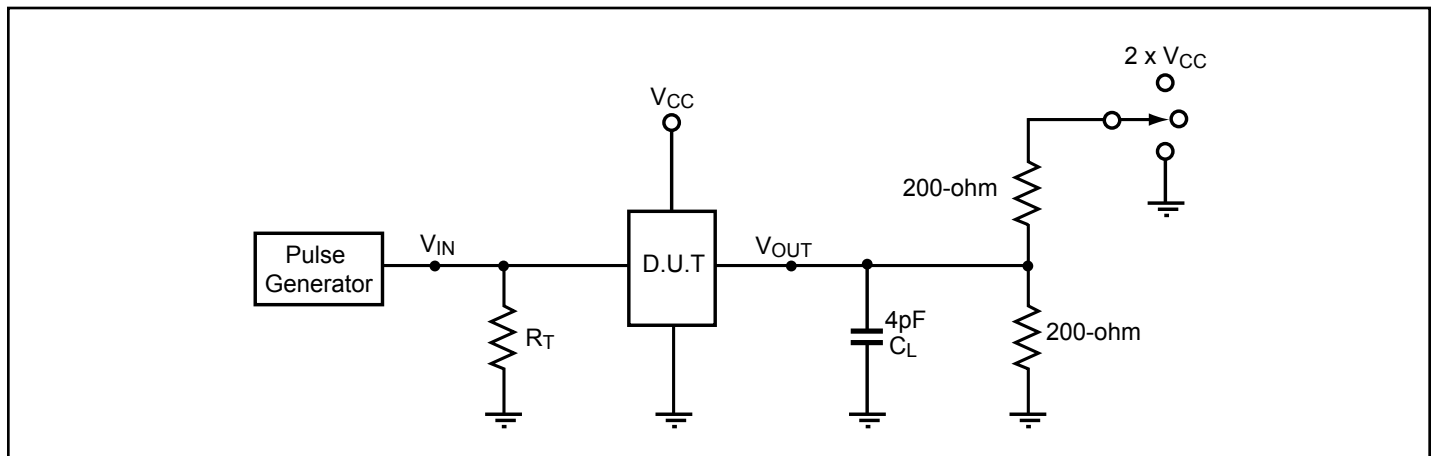 2 x VCC
VCC
200-ohm
Pulse
Generator
VIN
D.U.T
VOUT
RT
4pF
CL
200-ohm